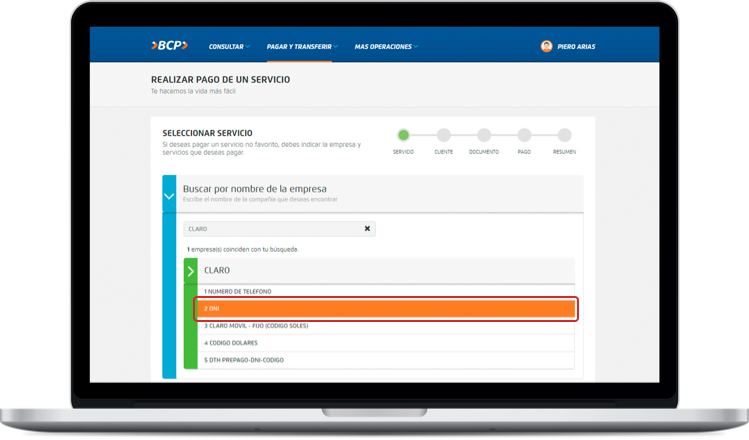 BCP
CONSULTAR
PAGAR Y TRANSFERIR
MAS OPERACIONES
PIERO ARIAS
REALIZAR PAGO DE UN SERVICIO
Te hacemos la vida más fácil
SELECCIONAR SERVICIO
Si deseas pagar un servicio no favorito, debes indicar la empresa y
servicios que deseas pagar.
SERVICIO
CLIENTE
DOCUMENTO
PAGO
RESUMEN
Buscar por nombre de la empresa
Escribe el nombre de la compañía que deseas encontrar
CLARO
1 empresa(s) coinciden con tu búsqueda.
CLARO
1 NUMERO DE TELEFONO
2 DNI
3 CLARO MOVIL - FIJO (CODIGO SOLES)
4 CODIGO DOLARES
5 DTH PREPAGO-DNI-CODIGO